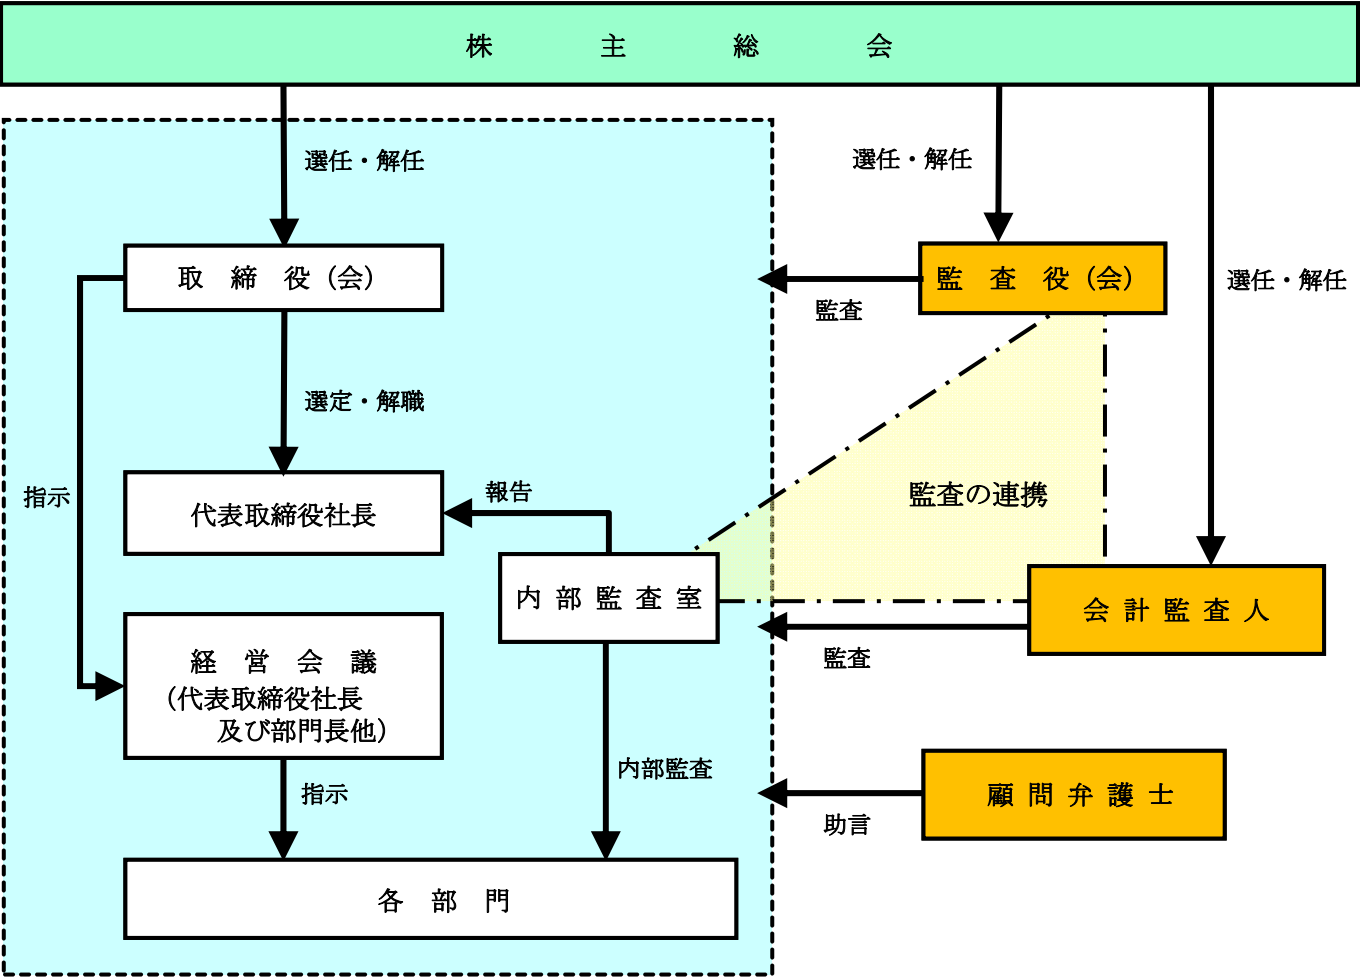 株主総会
選任・解任
選任・解任
選任・解任
取締役(会)
監査役(会)
監査
選定・解職
指示
代表取締役社長
報告
監査の連携
内部監査室
会計監査人
監査
経営会議
(代表取締役社長
及び部門長他)
指示
内部監査
顧問弁護士
助言
各部門